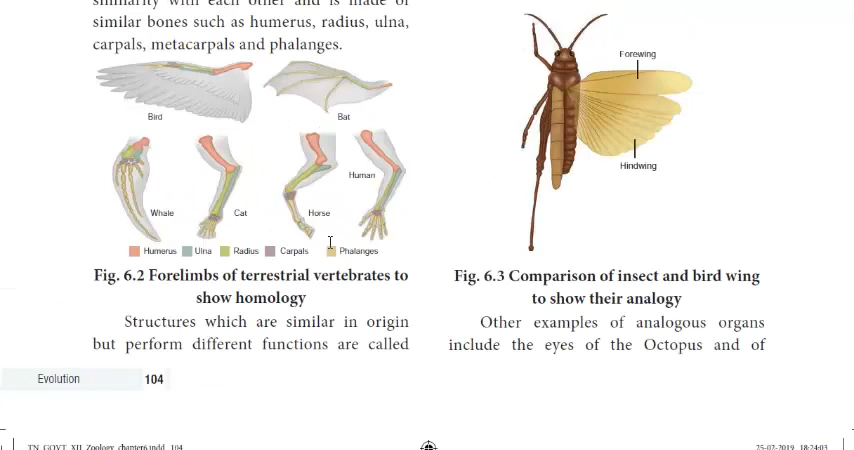 similarity with each other and is made of
similar bones such as humerus, radius, ulna,
carpals, metacarpals and phalanges.
Bird
Bat
Whale
Cat
Horse
Human
Humerus Ulna Radius Carpals Phalanges
Fig. 6.2 Forelimbs of terrestrial vertebrates to
show homology
Structures which are similar in origin
but perform different functions are called
Forewing
Hindwing
Fig. 6.3 Comparison of insect and bird wing
to show their analogy
Other examples of analogous organs
include the eyes of the Octopus and of
Evolution 104
TN_GOVT_XII_Zoology_chapter6.indd 104
25-02-2019 18:24:03